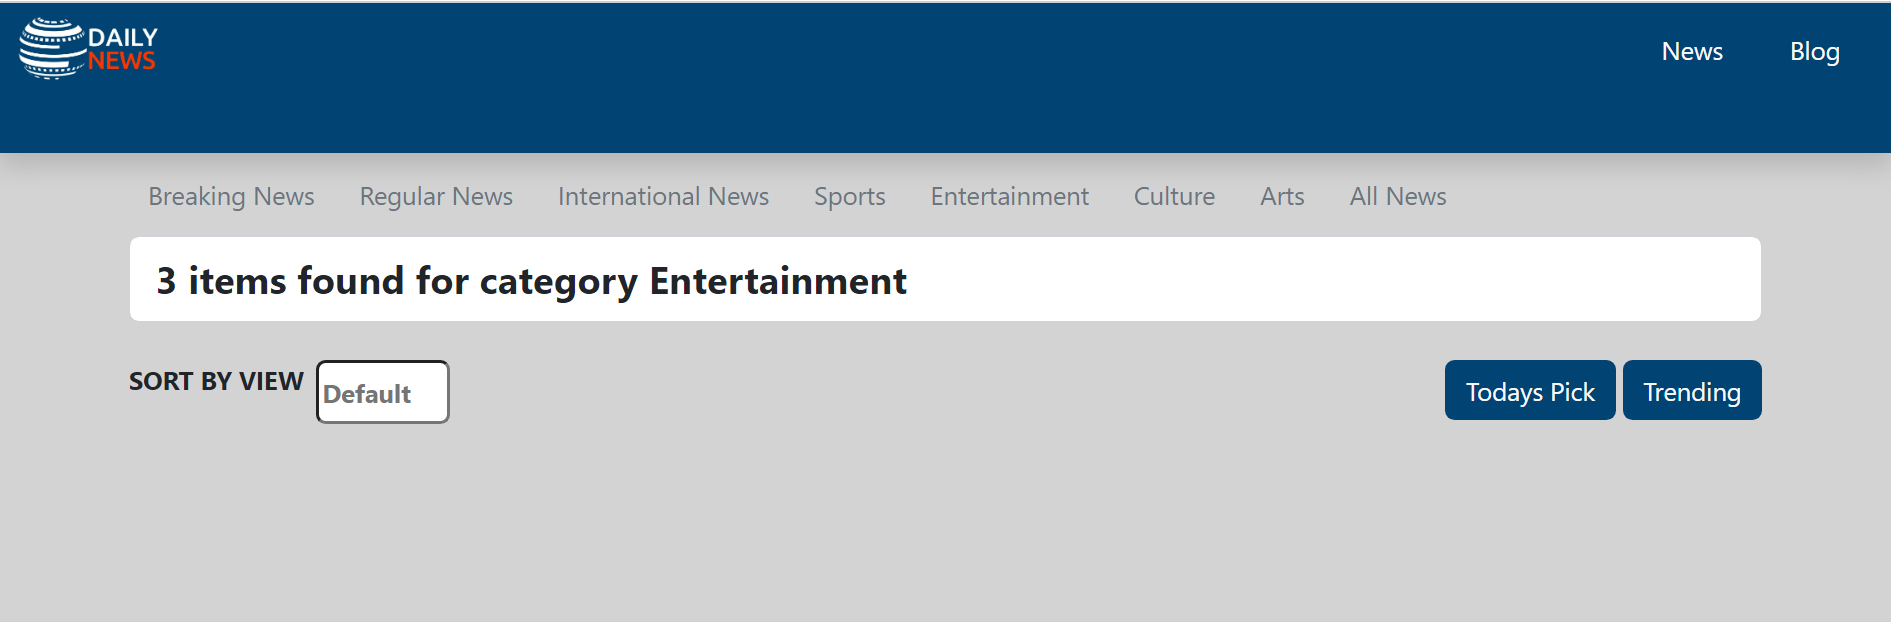 DAILY
NEWS
News Blog
Breaking News Regular News International News Sports Entertainment Culture Arts All News
3 items found for category Entertainment
SORT BY VIEW Default Todays Pick Trending